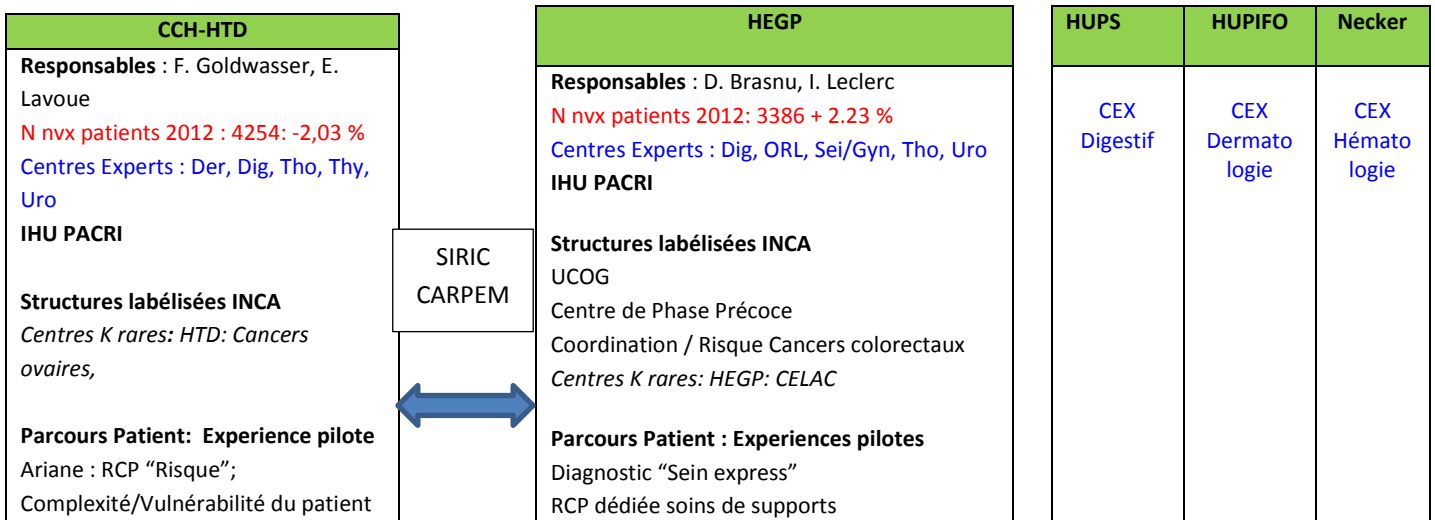 CCH-HTD
Responsables : F. Goldwasser, E.
Lavoue
N nvx patients 2012 : 4254: -2,03 %
Centres Experts : Der, Dig, Tho, Thy,
Uro
IHU PACRI
Structures labélisées INCA
Centres K rares: HTD: Cancers
ovaires,
Parcours Patient: Experience pilote
Ariane : RCP “Risque”;
Complexité/Vulnérabilité du patient
SIRIC
CARPEM
HEGP
Responsables : D. Brasnu, I. Leclerc
N nvx patients 2012: 3386 + 2.23 %
Centres Experts : Dig, ORL, Sei/Gyn, Tho, Uro
IHU PACRI
Structures labélisées INCA
UCOG
Centre de Phase Précoce
Coordination / Risque Cancers colorectaux
Centres K rares: HEGP: CELAC
Parcours Patient : Experiences pilotes
Diagnostic “Sein express”
RCP dédiée soins de supports
HUPS
CEX
Digestif
HUPIFO
CEX
Dermato
logie
Necker
CEX
Hémato
logie